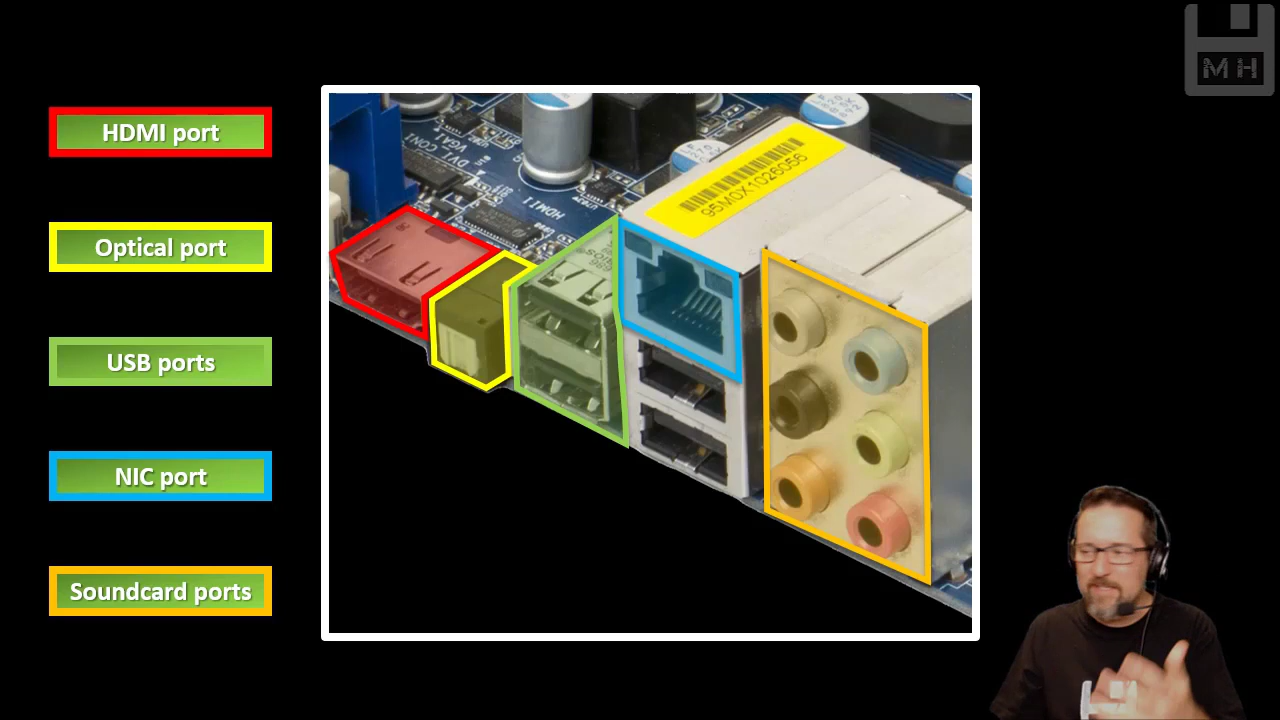 MH
HDMI port
Optical port
USB ports
NIC port
Soundcard ports
DVI_CON1
VGA1
HDMI1
95M0X1026056